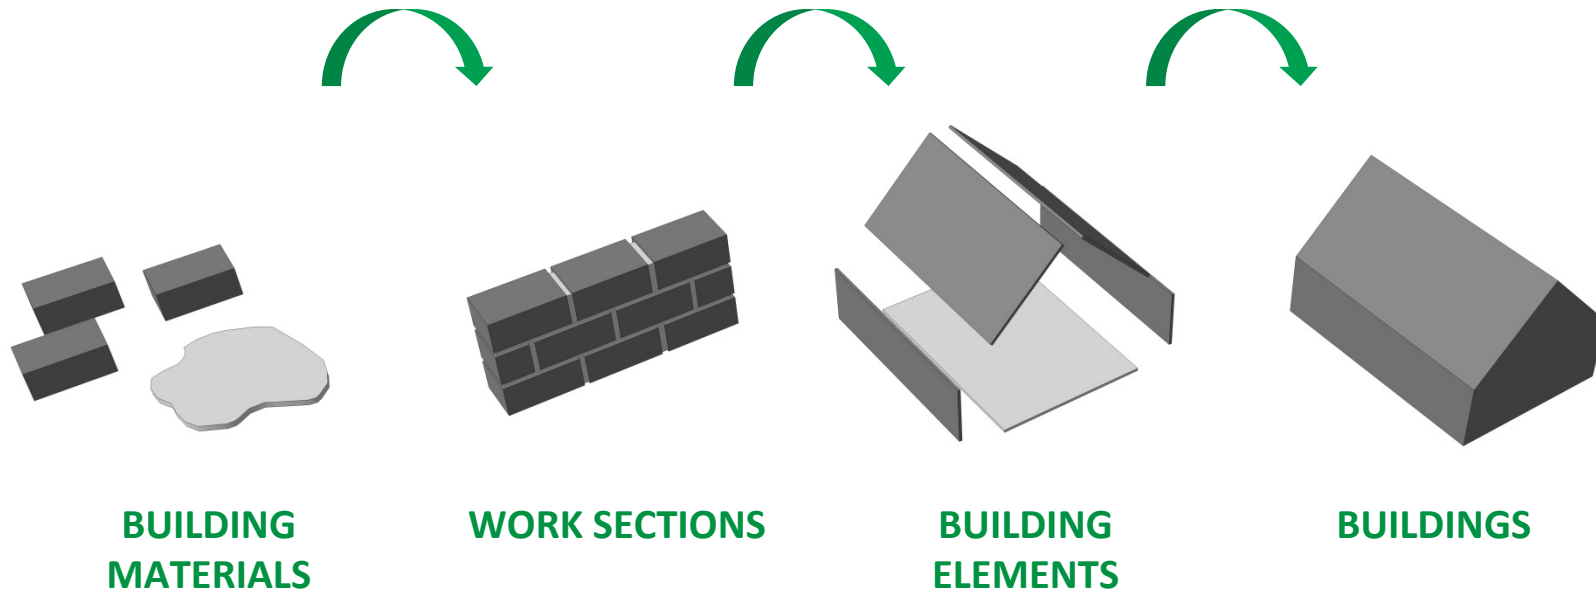 BUILDING
MATERIALS
WORK SECTIONS
BUILDING
ELEMENTS
BUILDINGS